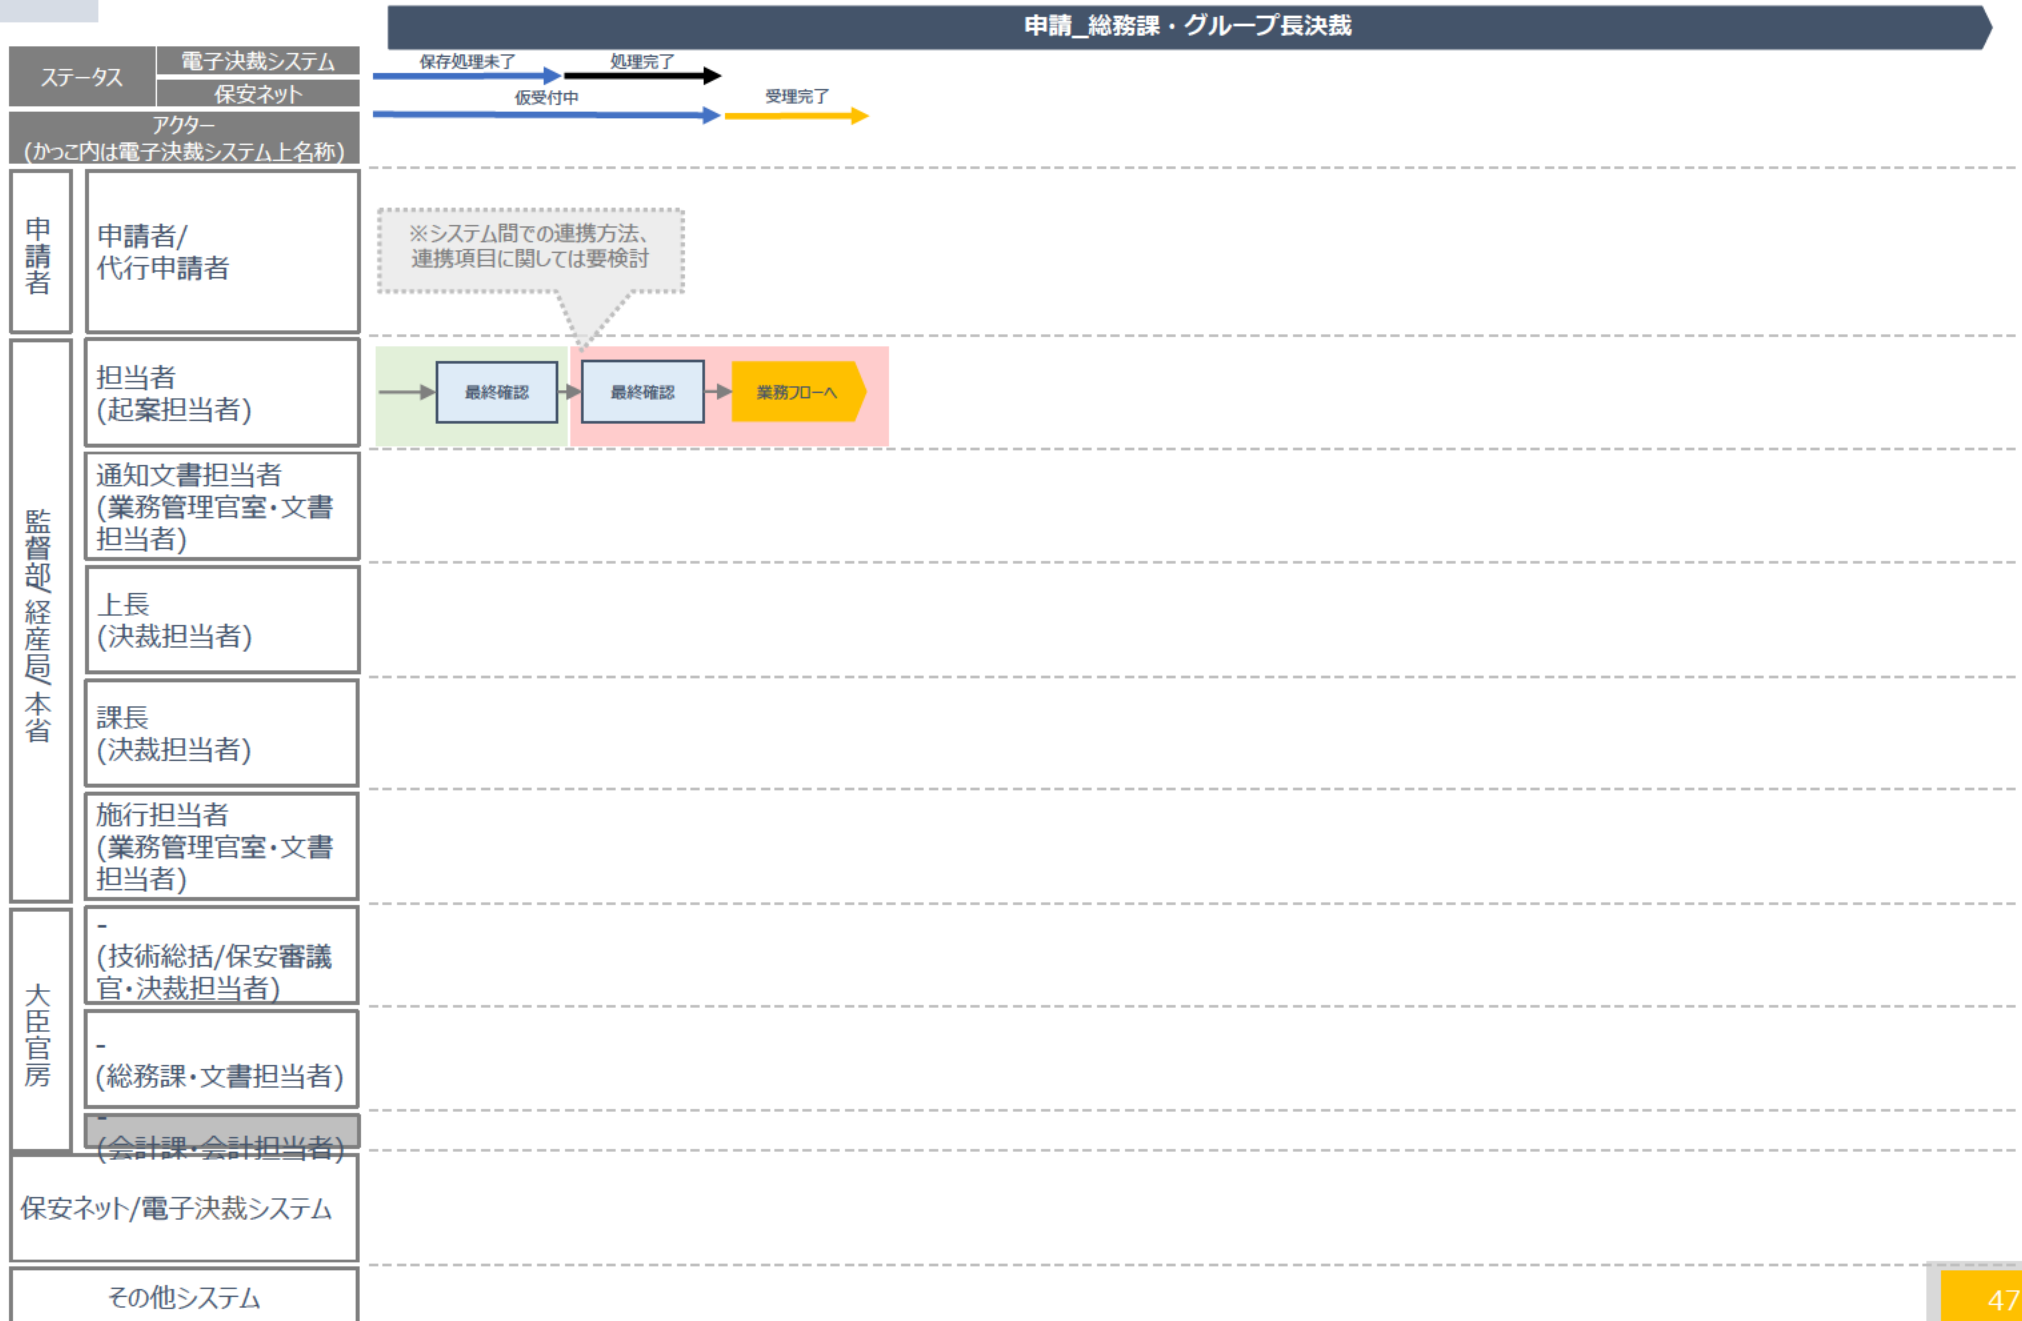 申請_総務課・グループ長決裁
ステータス
電子決裁システム
保安ネット
保存処理未了
処理完了
仮受付中
受理完了
アクター
(かっこ内は電子決裁システム上名称)
申請者
申請者/
代行申請者
※システム間での連携方法、
連携項目に関しては要検討
監督部/経産局/本省
担当者
(起案担当者)
最終確認
最終確認
業務フローへ
通知文書担当者
(業務管理官室・文書
担当者)
上長
(決裁担当者)
課長
(決裁担当者)
施行担当者
(業務管理官室・文書
担当者)
大臣官房
-
(技術総括/保安審議
官・決裁担当者)
-
(総務課・文書担当者)
-
(会計課・会計担当者)
保安ネット/電子決裁システム
その他システム
47